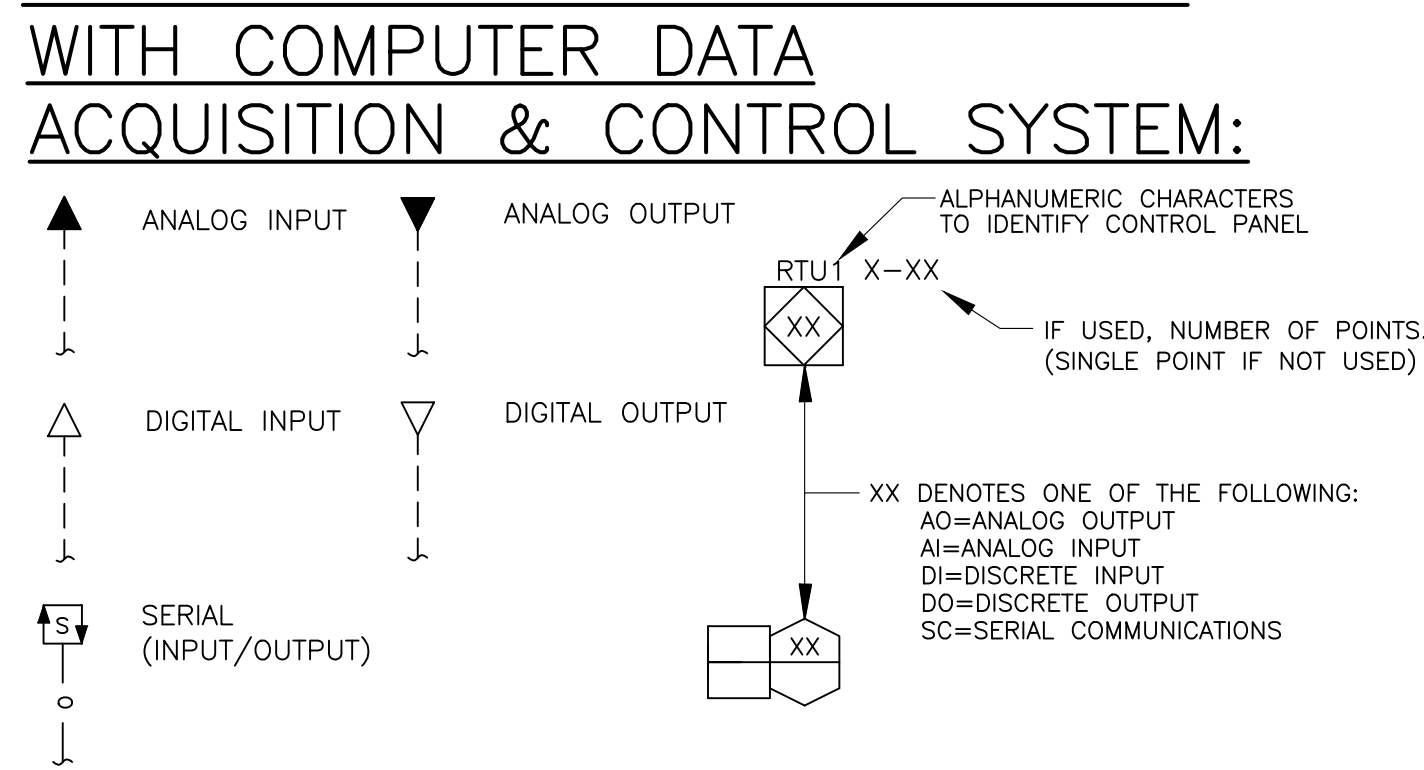 WITH COMPUTER DATA
ACQUISITION & CONTROL SYSTEM:
ANALOG INPUT
ANALOG OUTPUT
ALPHANUMERIC CHARACTERS
TO IDENTIFY CONTROL PANEL
RTU1 X-XX
XX
IF USED, NUMBER OF POINTS.
(SINGLE POINT IF NOT USED)
DIGITAL INPUT
DIGITAL OUTPUT
XX DENOTES ONE OF THE FOLLOWING:
AO=ANALOG OUTPUT
AI=ANALOG INPUT
DI=DISCRETE INPUT
DO=DISCRETE OUTPUT
SC=SERIAL COMMUNICATIONS
S
SERIAL
(INPUT/OUTPUT)
XX